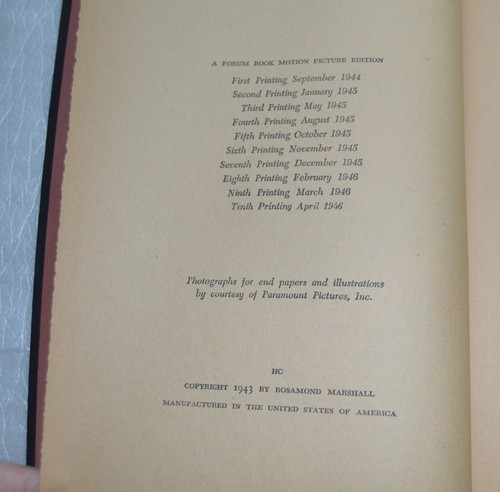 A FORUM BOOK MOTION PICTURE EDITION
First Printing September 1944
Second Printing January 1945
Third Printing May 1945
Fourth Printing August 1945
Fifth Printing October 1945
Sixth Printing November 1945
Seventh Printing December 1945
Eighth Printing February 1946
Ninth Printing March 1946
Tenth Printing April 1946
Photographs for end papers and illustrations
by courtesy of Paramount Pictures, Inc.
HC
COPYRIGHT 1943 BY ROSAMOND MARSHALL
MANUFACTURED IN THE UNITED STATES OF AMERICA